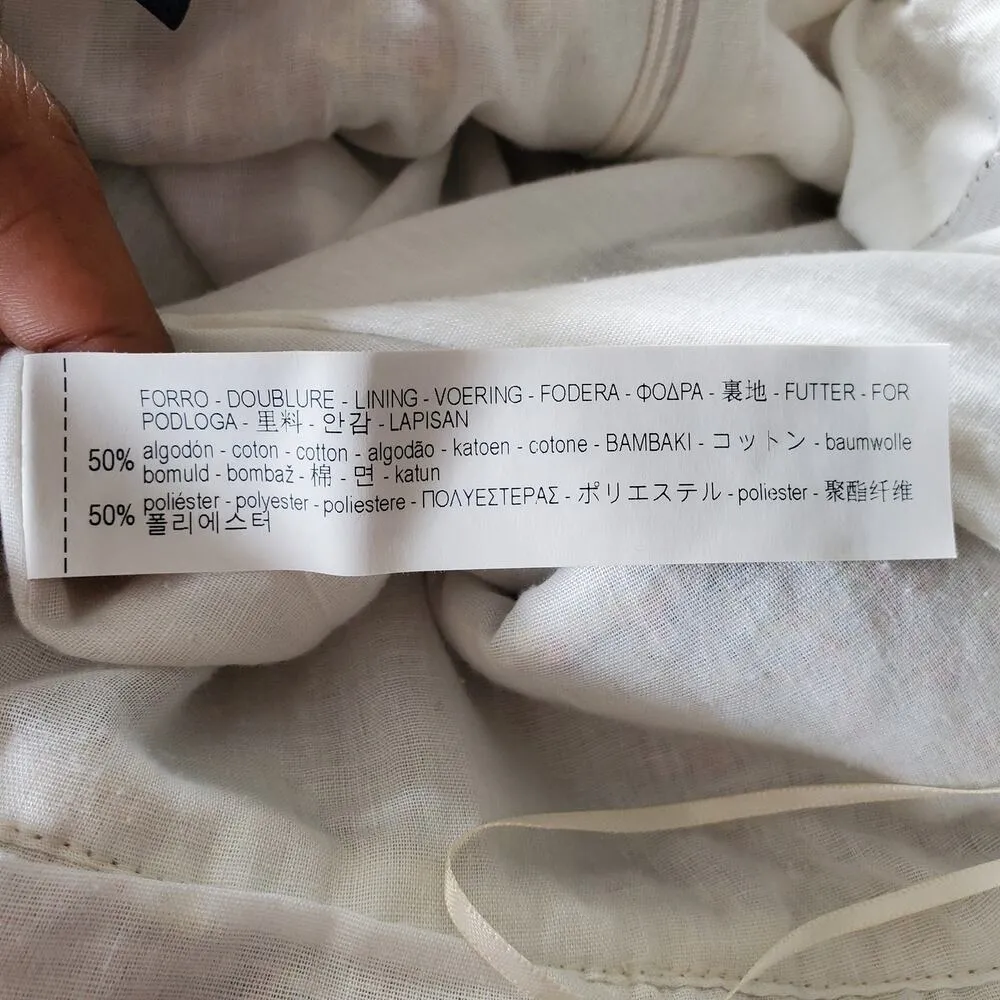 FORRO - DOUBLURE - LINING - VOERING - FODERA - ΦΟΔΡΑ - 裏地 - FUTTER - FOR
PODLOGA - 里料 - 안감 - LAPISAN
50% algodón - coton - cotton - algodão - katoen - cotone - BAMBAKI - コットン - baumwolle
bomuld - bombaž - 棉 - 면 - katun
50% poliéster - polyester - poliestere - ΠΟΛΥΕΣΤΕΡΑΣ - ポリエステル - poliester - 聚酯纤维
폴리에스터